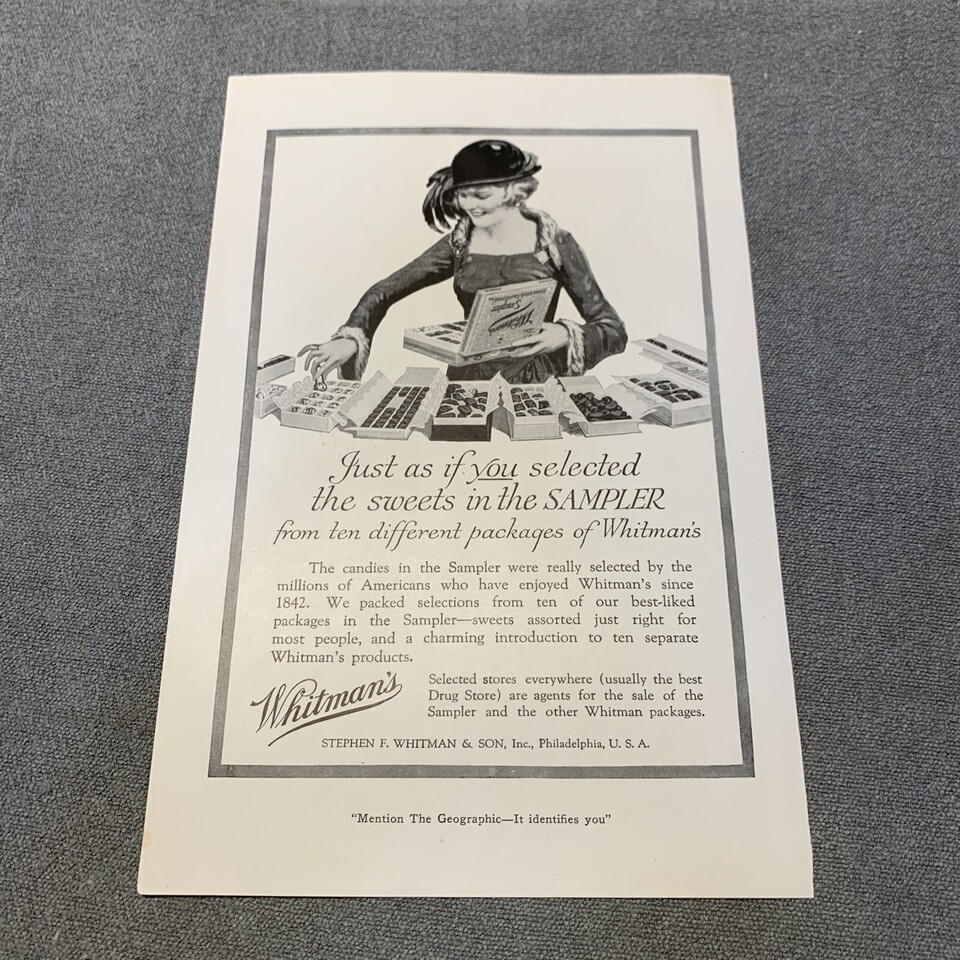 Whitman's
Sampler
Just as if you selected
the sweets in the SAMPLER
from ten different packages of Whitman's
The candies in the Sampler were really selected by the
millions of Americans who have enjoyed Whitman's since
1842. We packed selections from ten of our best-liked
packages in the Sampler—sweets assorted just right for
most people, and a charming introduction to ten separate
Whitman's products.
Whitman's
Selected stores everywhere (usually the best
Drug Store) are agents for the sale of the
Sampler and the other Whitman packages.
STEPHEN F. WHITMAN & SON, Inc., Philadelphia, U. S. A.
"Mention The Geographic—It identifies you"